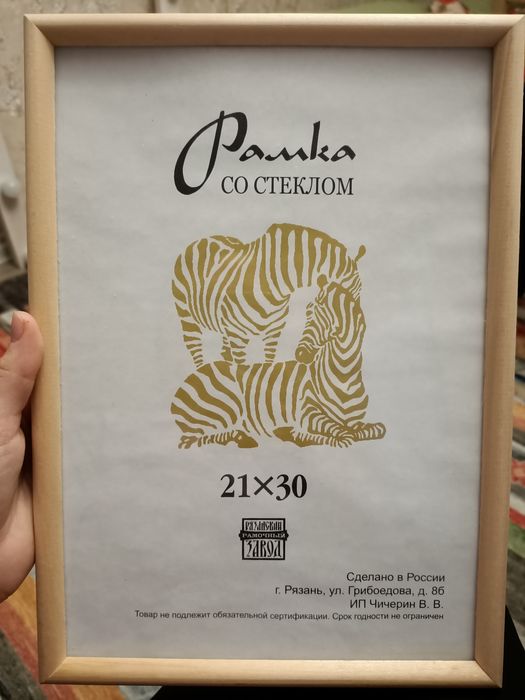 Рамка
СО СТЕКЛОМ
21×30
РЯЗАНСКИЙ
РАМОЧНЫЙ
ЗАВОД
Сделано в России
г. Рязань, ул. Грибоедова, д. 8б
ИП Чичерин В. В.
Товар не подлежит обязательной сертификации. Срок годности не ограничен